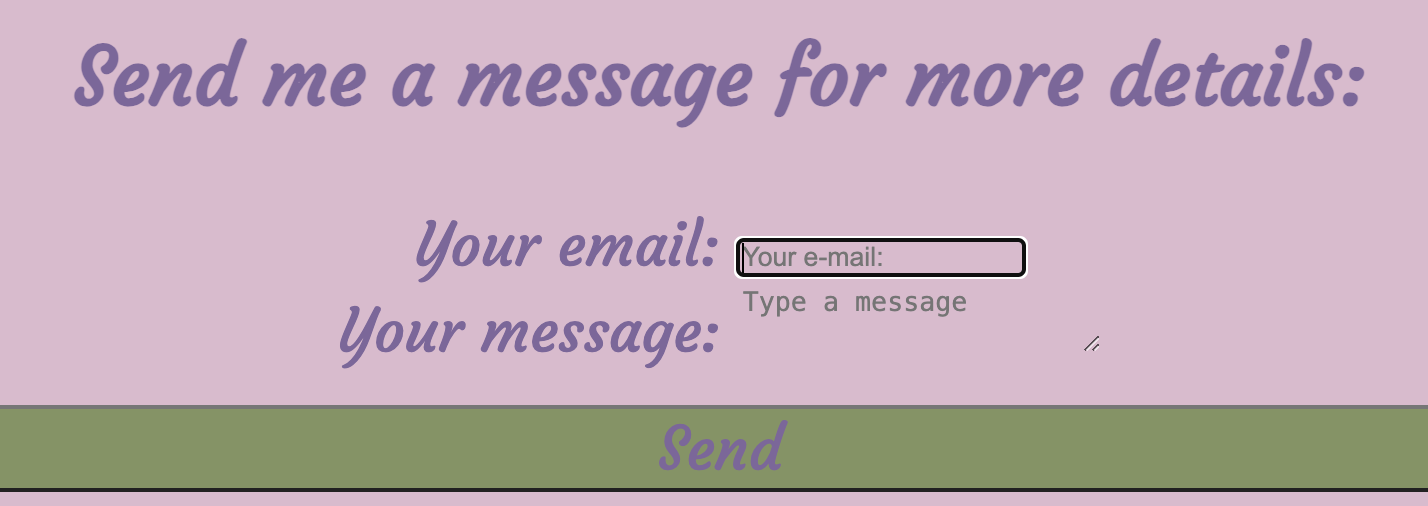 Send me a message for more details:
Your email: Your e-mail:
Type a message
Your message:
Send